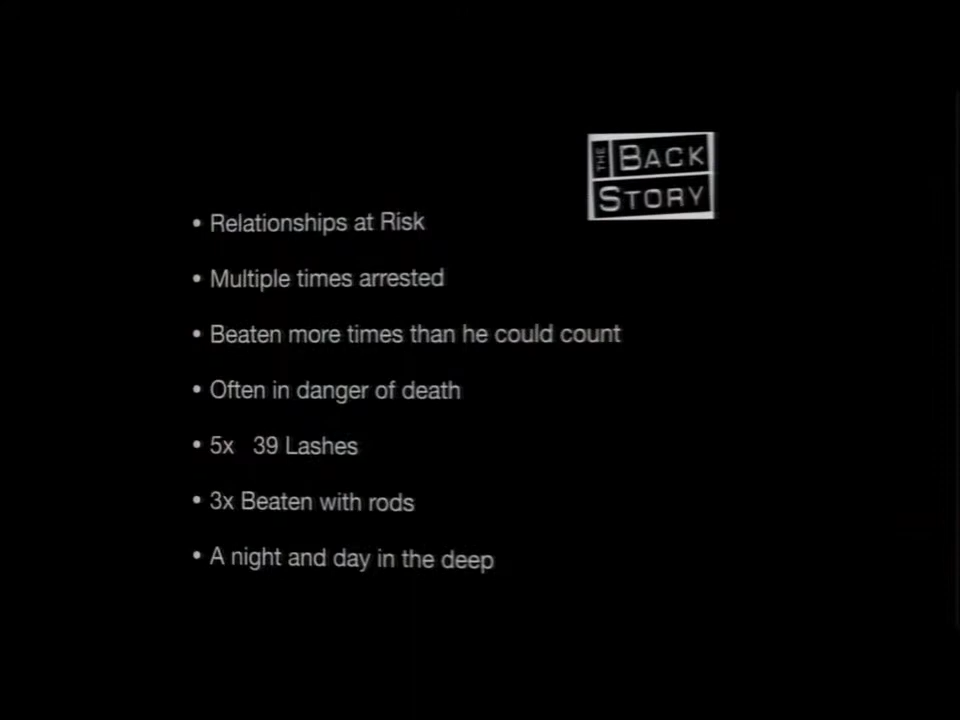 THE BACK
STORY
• Relationships at Risk
• Multiple times arrested
• Beaten more times than he could count
• Often in danger of death
• 5x   39 Lashes
• 3x Beaten with rods
• A night and day in the deep